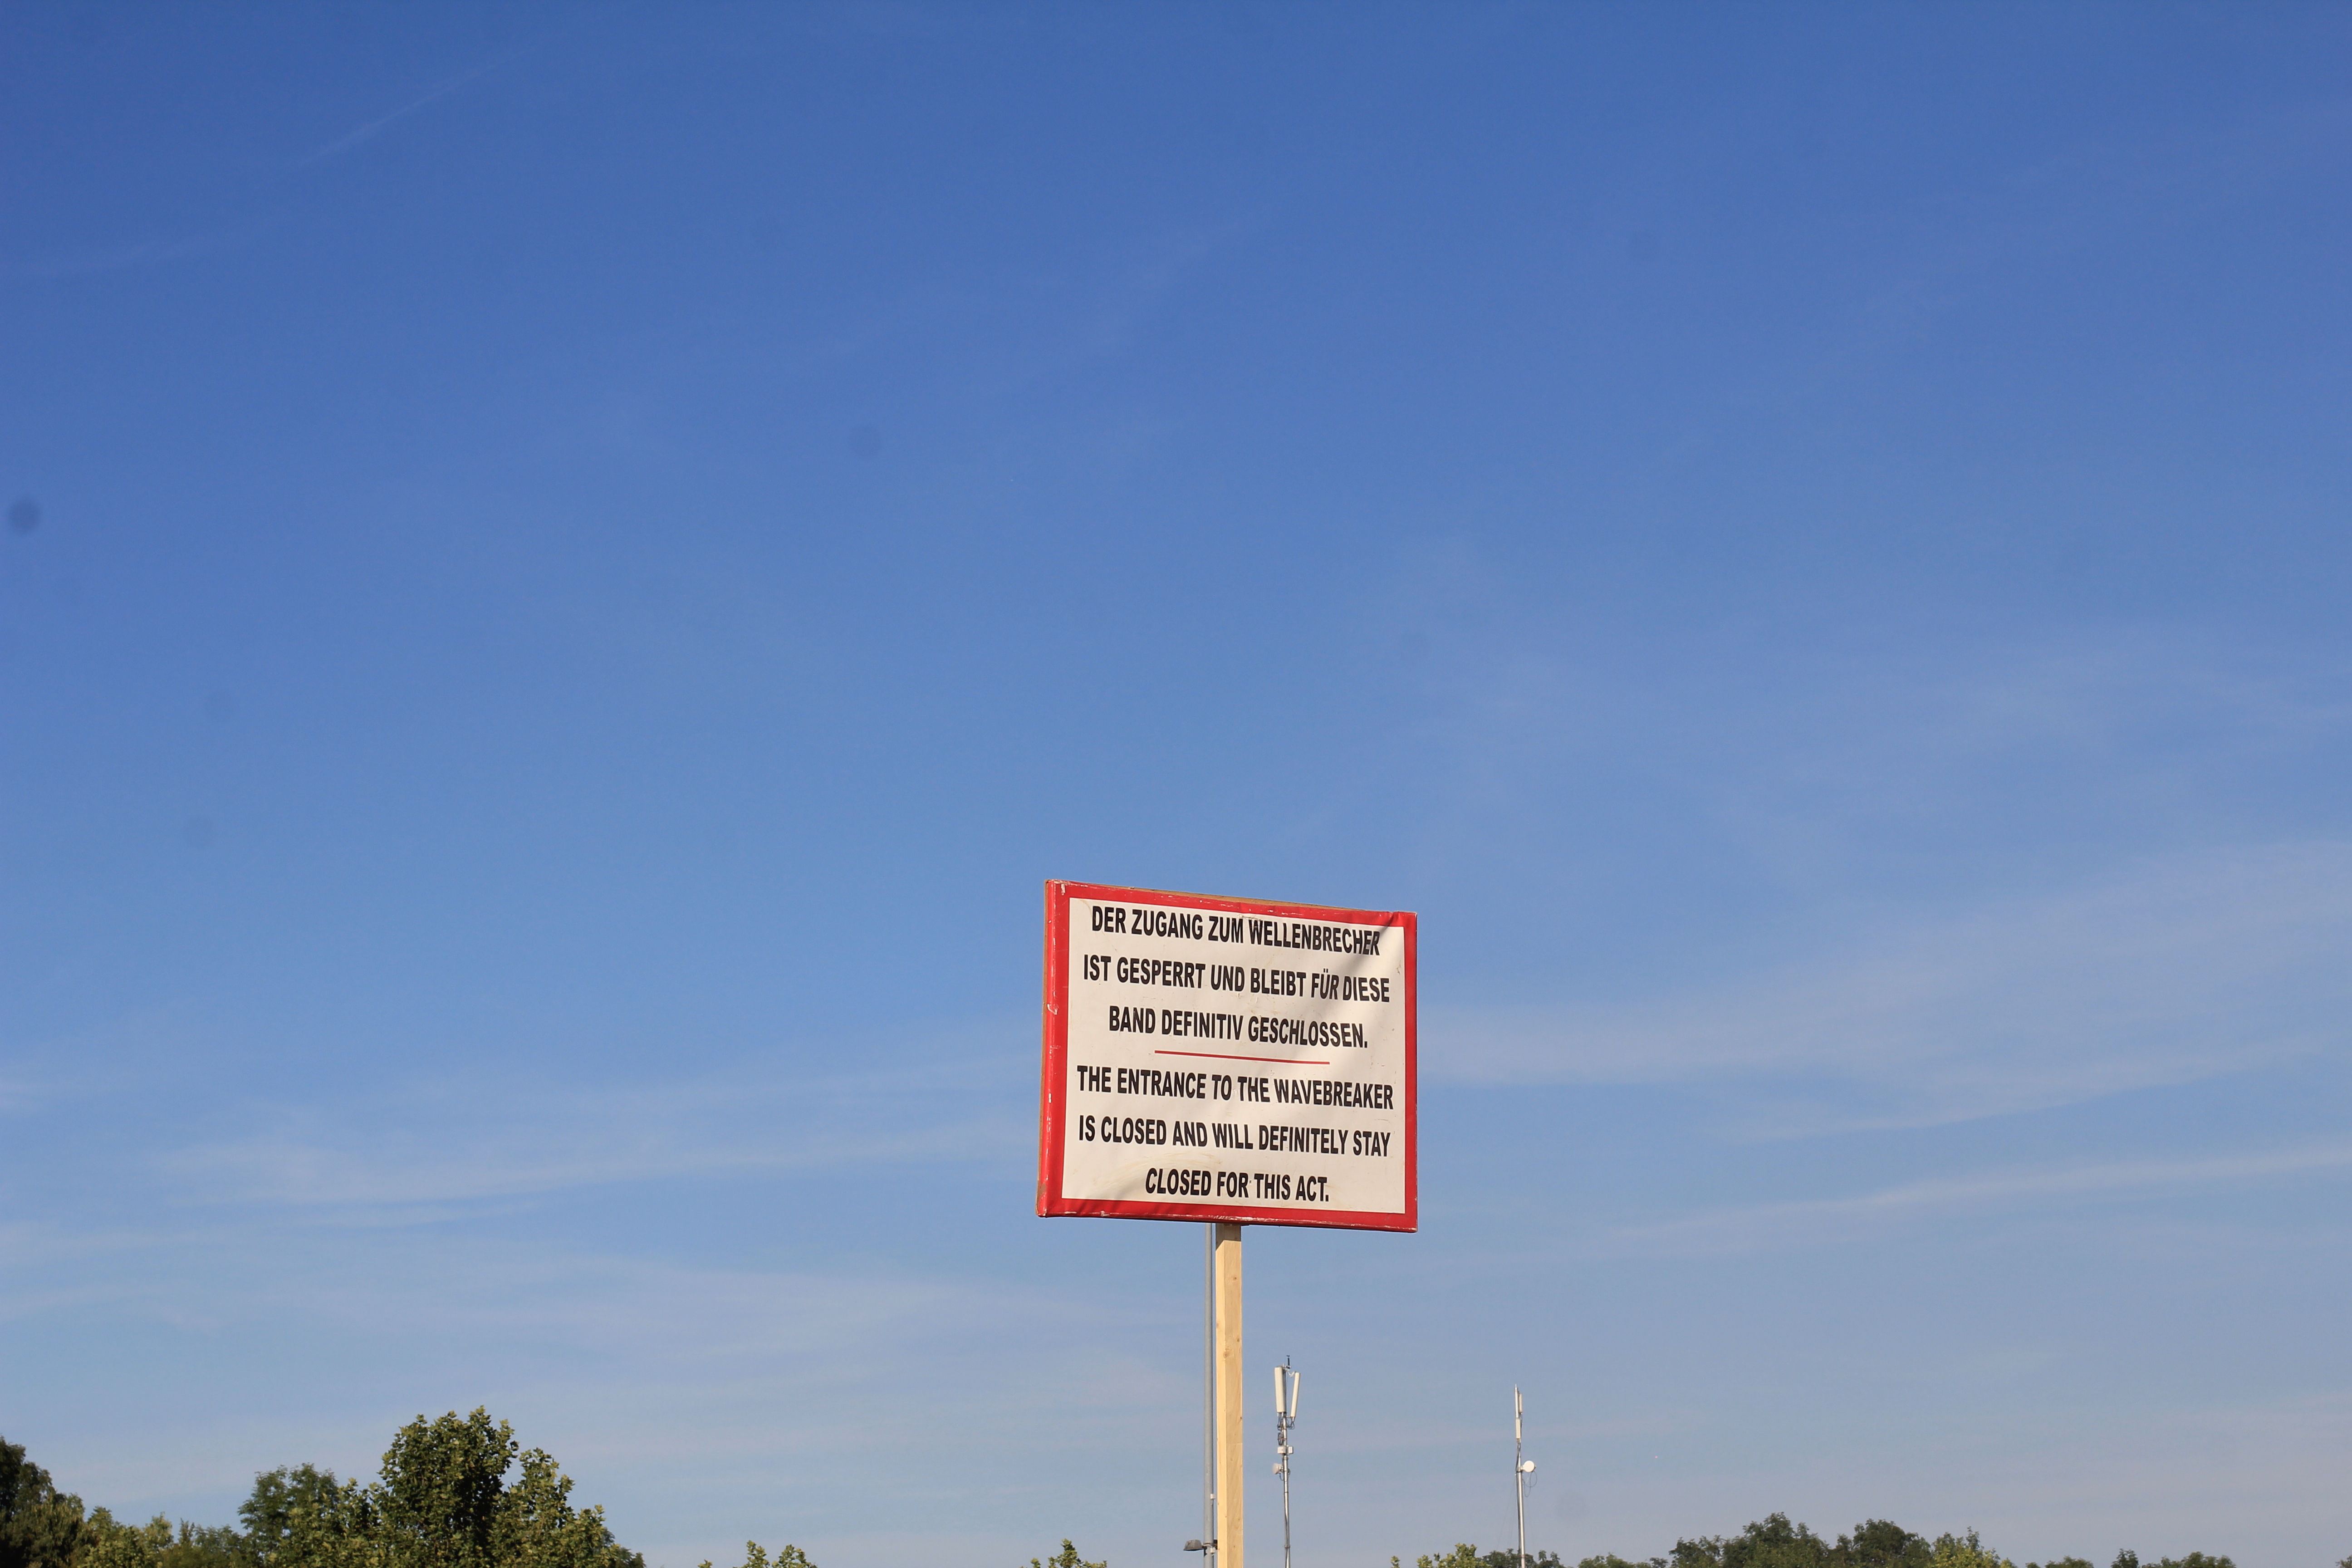 DER ZUGANG ZUM WELLENBRECHER
IST GESPERRT UND BLEIBT FÜR DIESE
BAND DEFINITIV GESCHLOSSEN.
THE ENTRANCE TO THE WAVEBREAKER
IS CLOSED AND WILL DEFINITELY STAY
CLOSED FOR THIS ACT.